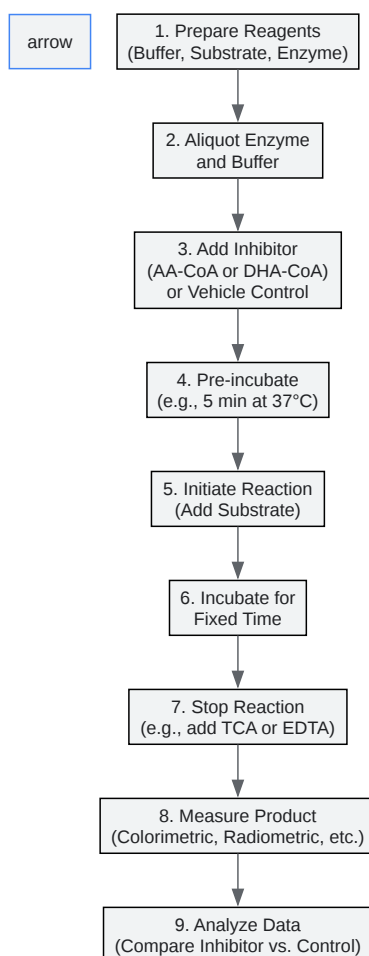 arrow
1. Prepare Reagents
(Buffer, Substrate, Enzyme)
2. Aliquot Enzyme
and Buffer
3. Add Inhibitor
(AA-CoA or DHA-CoA)
or Vehicle Control
4. Pre-incubate
(e.g., 5 min at 37°C)
5. Initiate Reaction
(Add Substrate)
6. Incubate for
Fixed Time
7. Stop Reaction
(e.g., add TCA or EDTA)
8. Measure Product
(Colorimetric, Radiometric, etc.)
9. Analyze Data
(Compare Inhibitor vs. Control)